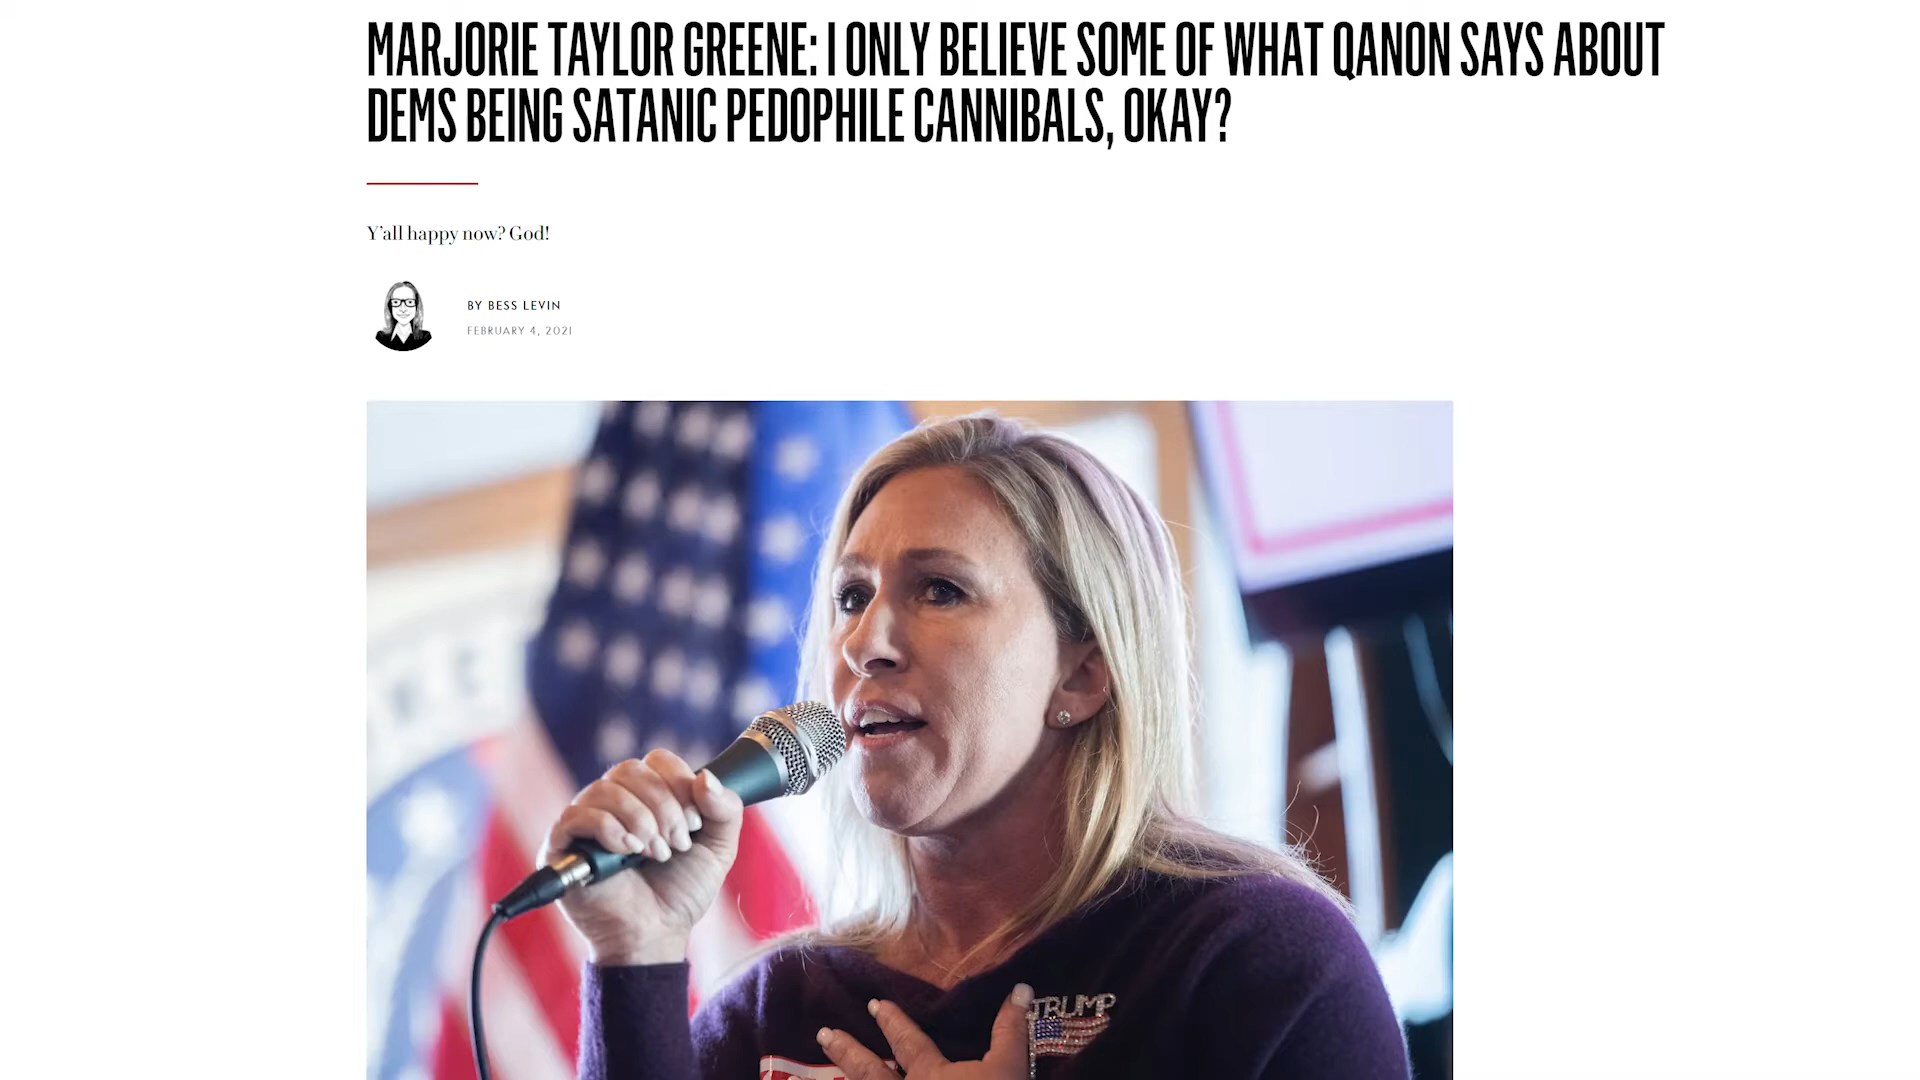 MARJORIE TAYLOR GREENE: I ONLY BELIEVE SOME OF WHAT QANON SAYS ABOUT
DEMS BEING SATANIC PEDOPHILE CANNIBALS, OKAY?
Y'all happy now? God!
BY BESS LEVIN
FEBRUARY 4, 2021
TRUMP